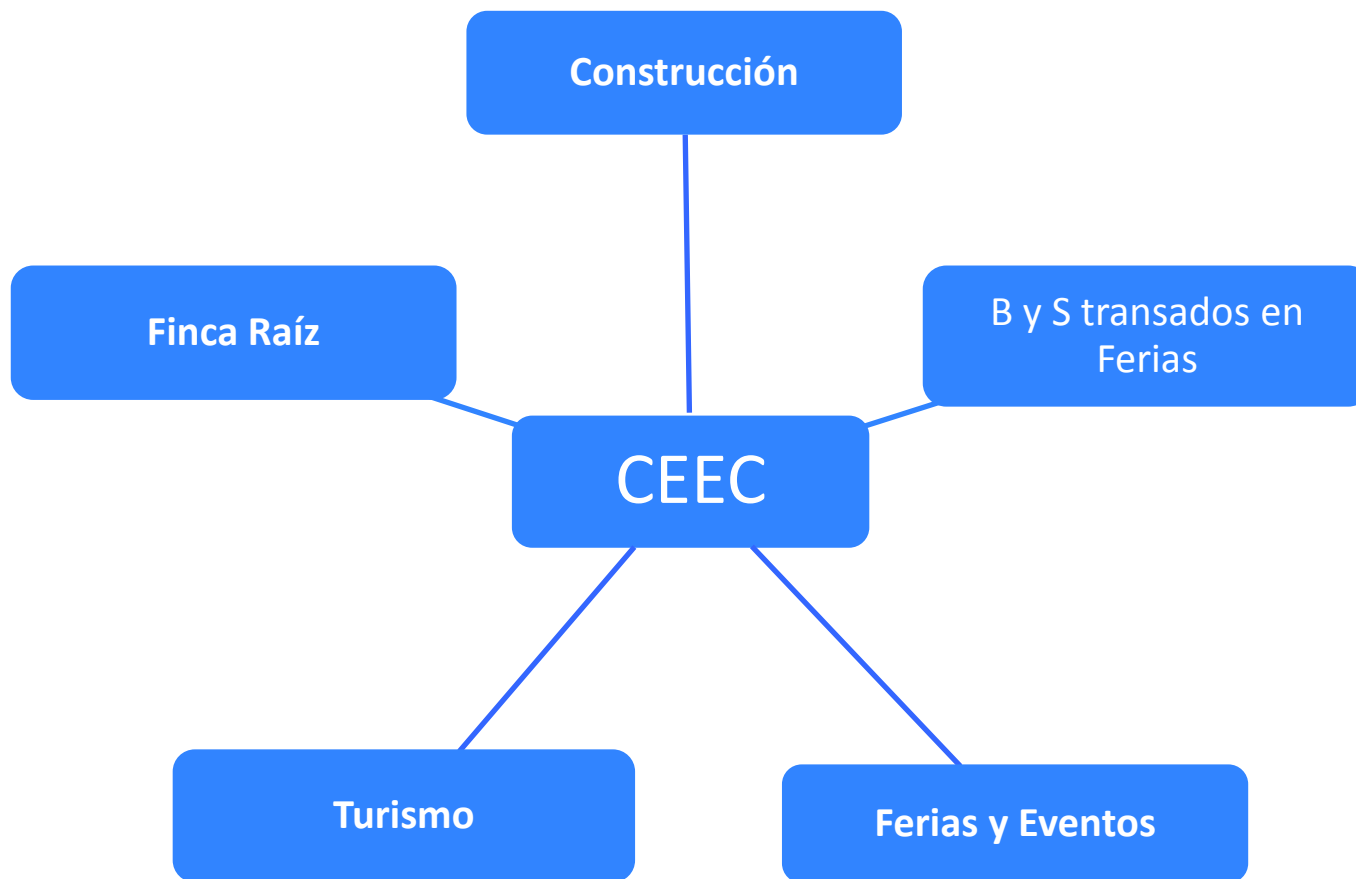 Construcción
Finca Raíz
B y S transados en
Ferias
CEEC
Turismo
Ferias y Eventos